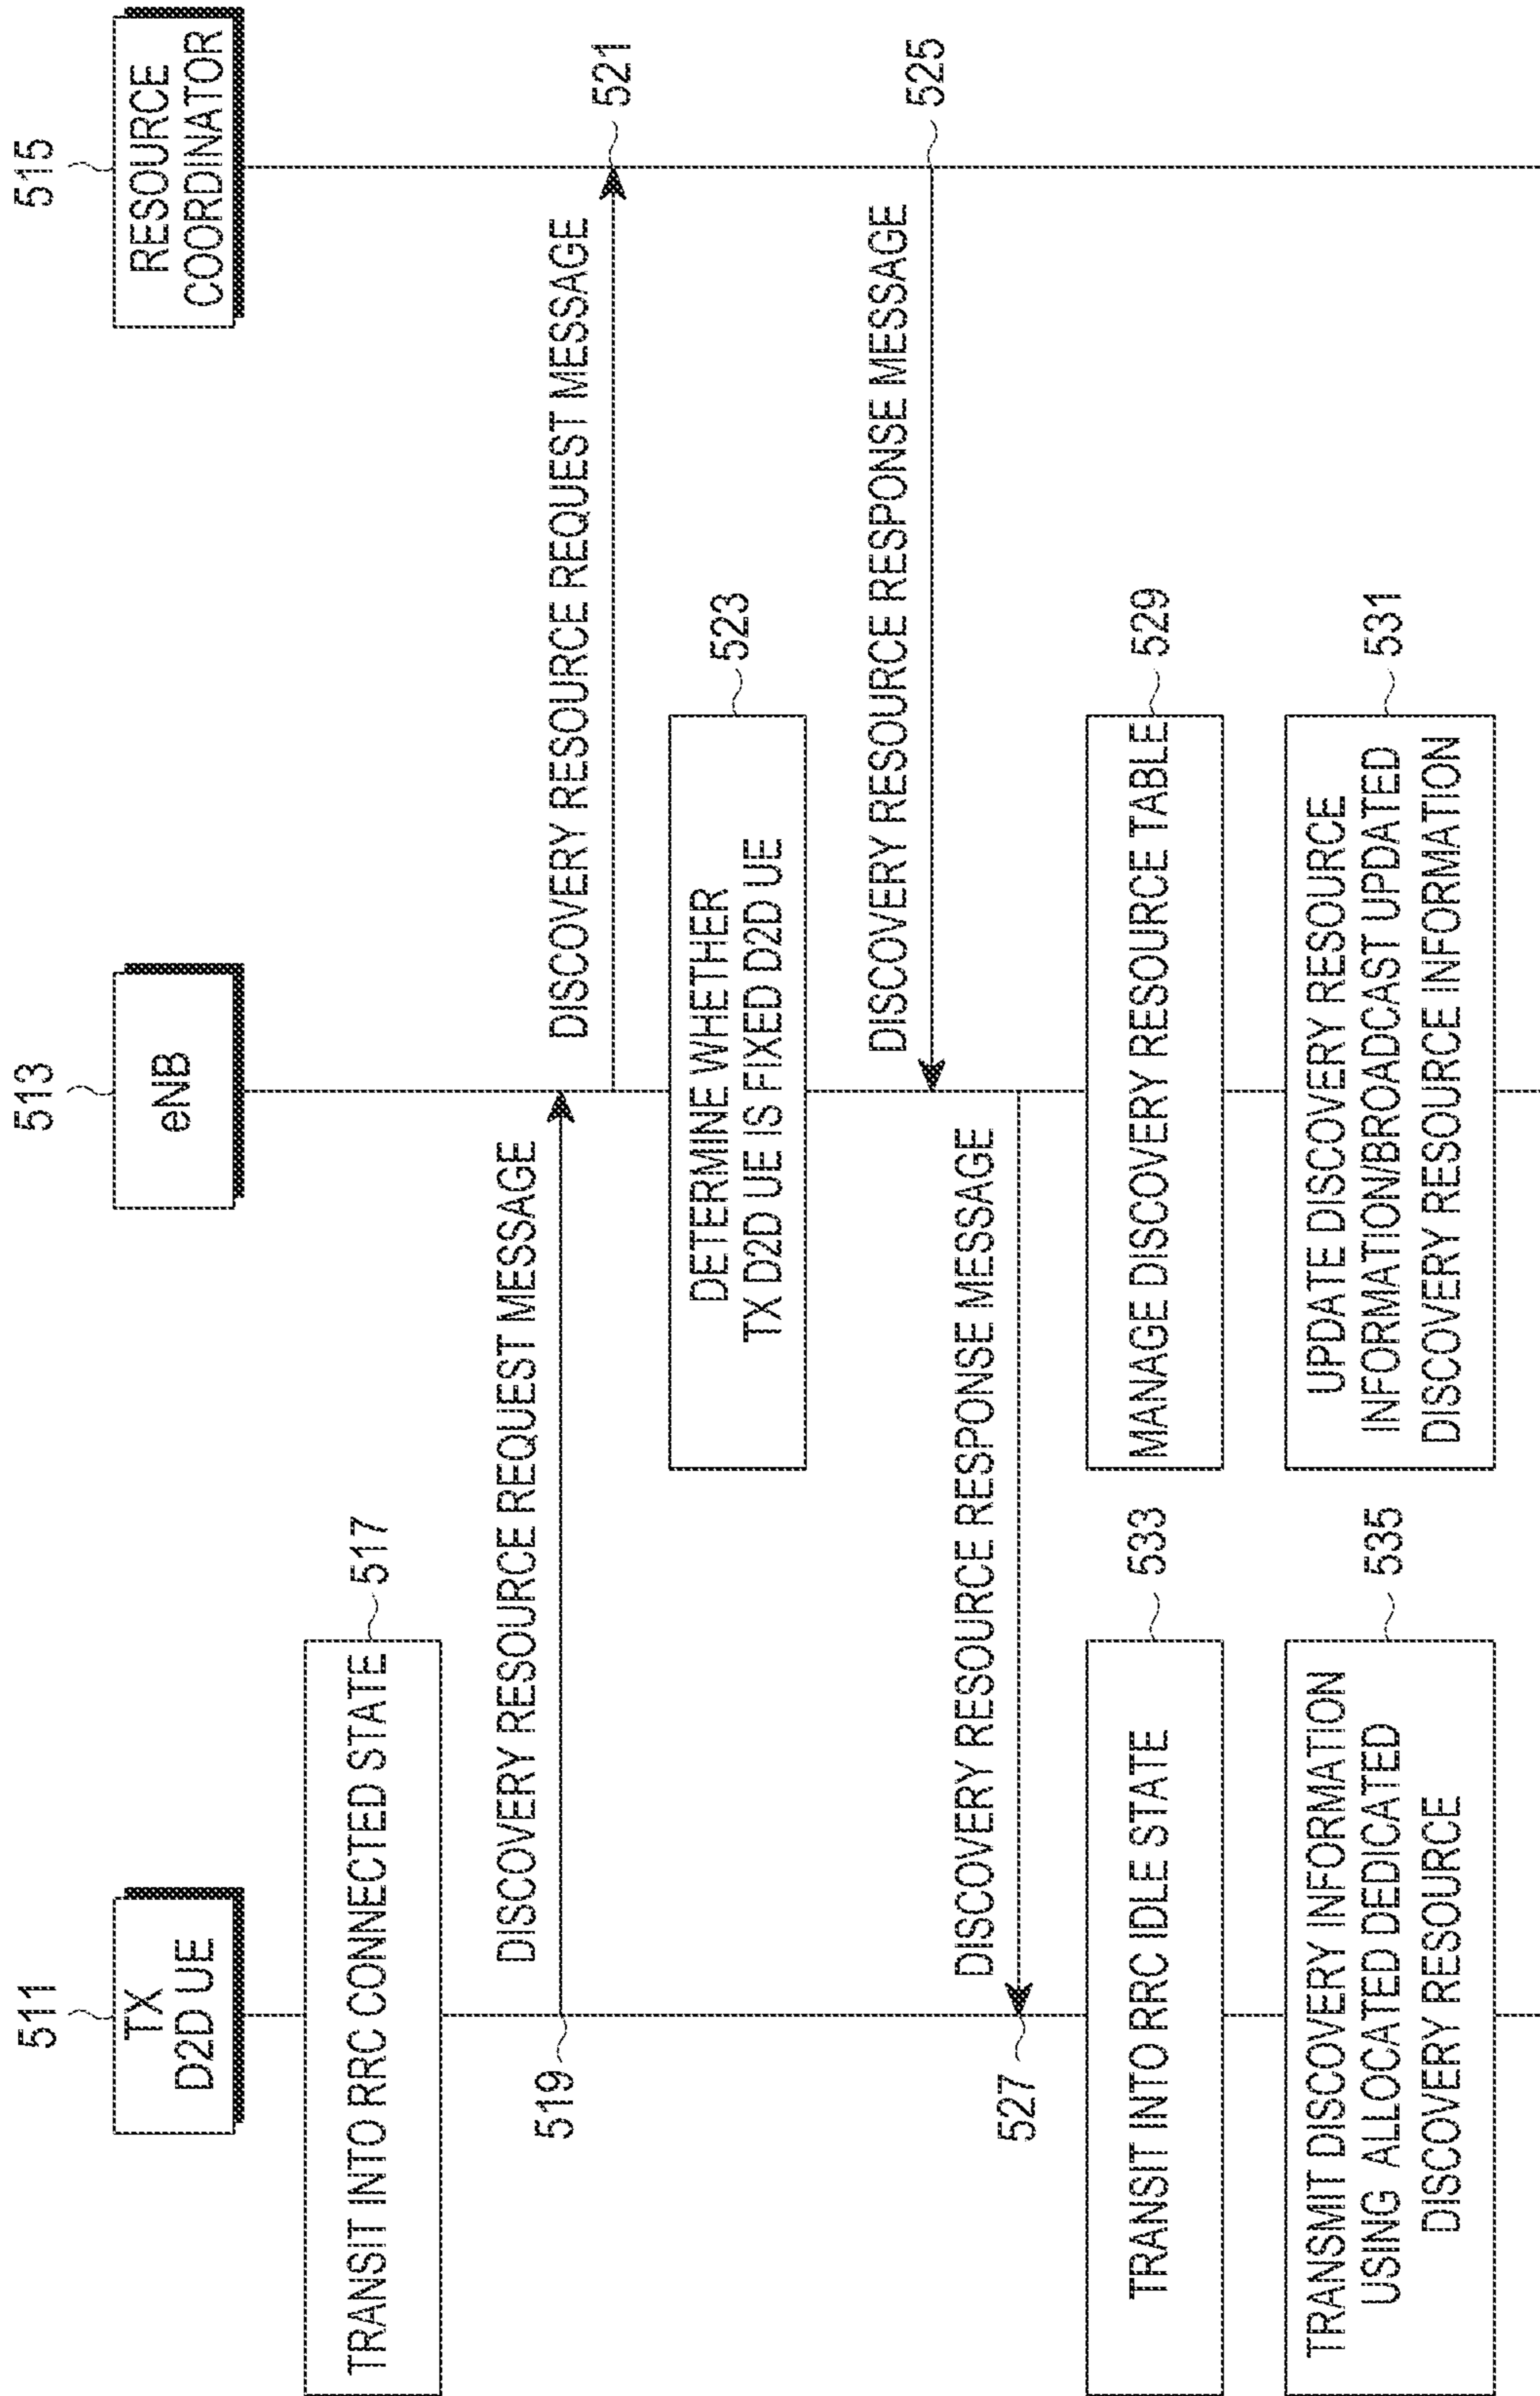 511
TX
D2D UE
513
eNB
515
RESOURCE
COORDINATOR
TRANSIT INTO RRC CONNECTED STATE
517
DISCOVERY RESOURCE REQUEST MESSAGE
519
DISCOVERY RESOURCE REQUEST MESSAGE
521
DETERMINE WHETHER
TX D2D UE IS FIXED D2D UE
523
DISCOVERY RESOURCE RESPONSE MESSAGE
525
DISCOVERY RESOURCE RESPONSE MESSAGE
527
TRANSIT INTO RRC IDLE STATE
533
MANAGE DISCOVERY RESOURCE TABLE
529
TRANSMIT DISCOVERY INFORMATION
USING ALLOCATED DEDICATED
DISCOVERY RESOURCE
535
UPDATE DISCOVERY RESOURCE
INFORMATION/BROADCAST UPDATED
DISCOVERY RESOURCE INFORMATION
531